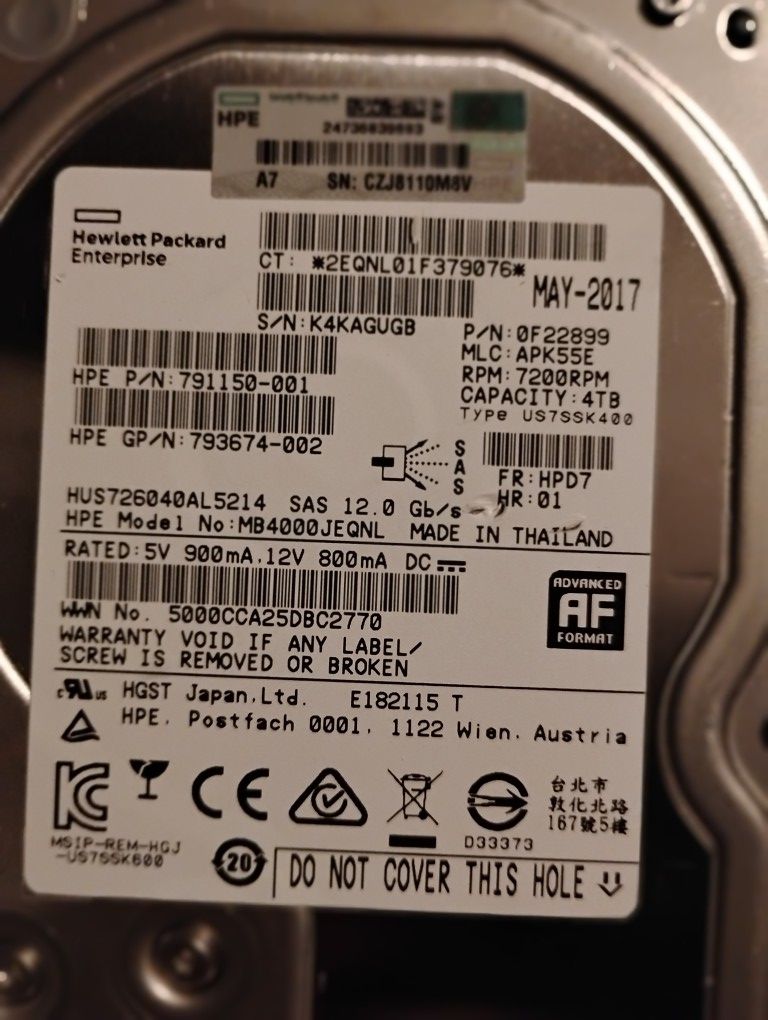 HPE
24736839693
A7 SN: CZJ8110M8V
Hewlett Packard
Enterprise
CT: *2EQNL01F379076*
MAY-2017
S/N:K4KAGUGB
P/N:0F22899
MLC:APK55E
RPM:7200RPM
CAPACITY:4TB
Type US7SSK400
HPE P/N:791150-001
HPE GP/N:793674-002
SAS
FR:HPD7
HR:01
HUS726040AL5214 SAS 12.0 Gb/s
HPE Model No:MB4000JEQNL MADE IN THAILAND
RATED:5V 900mA,12V 800mA DC
WWN No. 5000CCA25DBC2770
WARRANTY VOID IF ANY LABEL/
SCREW IS REMOVED OR BROKEN
ADVANCED
AF
FORMAT
c RU us HGST Japan,Ltd. E182115 T
HPE, Postfach 0001, 1122 Wien, Austria
KC
CE
台北市
敦化北路
167號5樓
D33373
MSIP-REM-HGJ
-US7SSK600
20
DO NOT COVER THIS HOLE